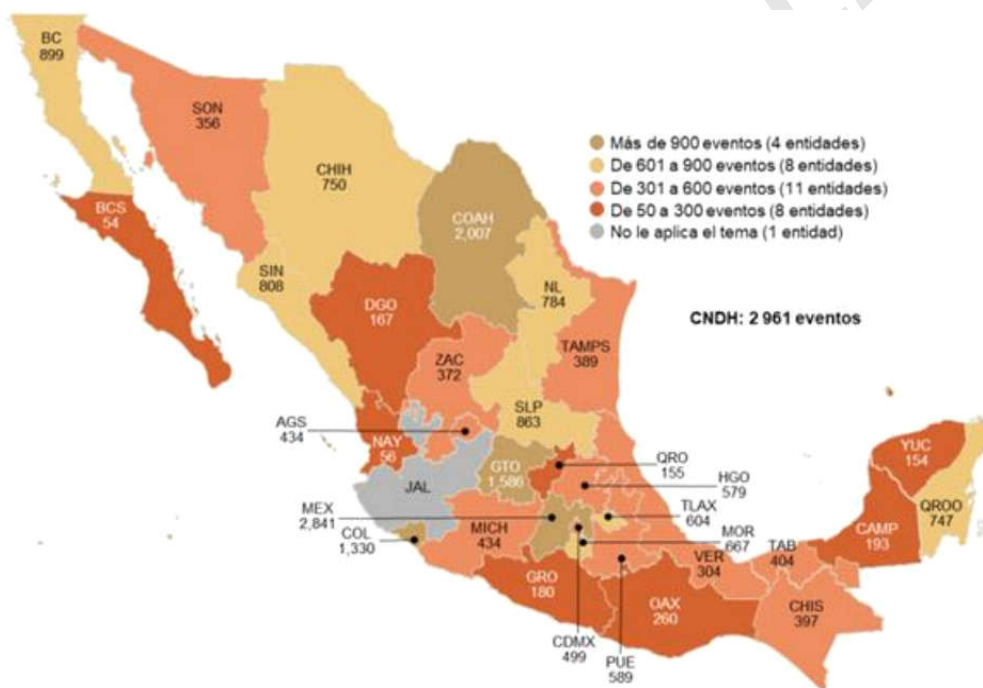 BC
899
SON
356
CHIH
750
COAH
2,007
BCS
54
SIN
808
DGO
167
NL
784
ZAC
372
TAMPS
389
SLP
863
AGS
434
NAY
56
JAL
GTO
1,586
QRO
155
HGO
579
MEX
2,841
COL
1,330
MICH
434
TLAX
604
MOR
667
VER
304
TAB
404
YUC
154
QROO
747
CAMP
193
GRO
180
OAX
260
CHIS
397
CDMX
499
PUE
589
Más de 900 eventos (4 entidades)
De 601 a 900 eventos (8 entidades)
De 301 a 600 eventos (11 entidades)
De 50 a 300 eventos (8 entidades)
No le aplica el tema (1 entidad)
CNDH: 2 961 eventos